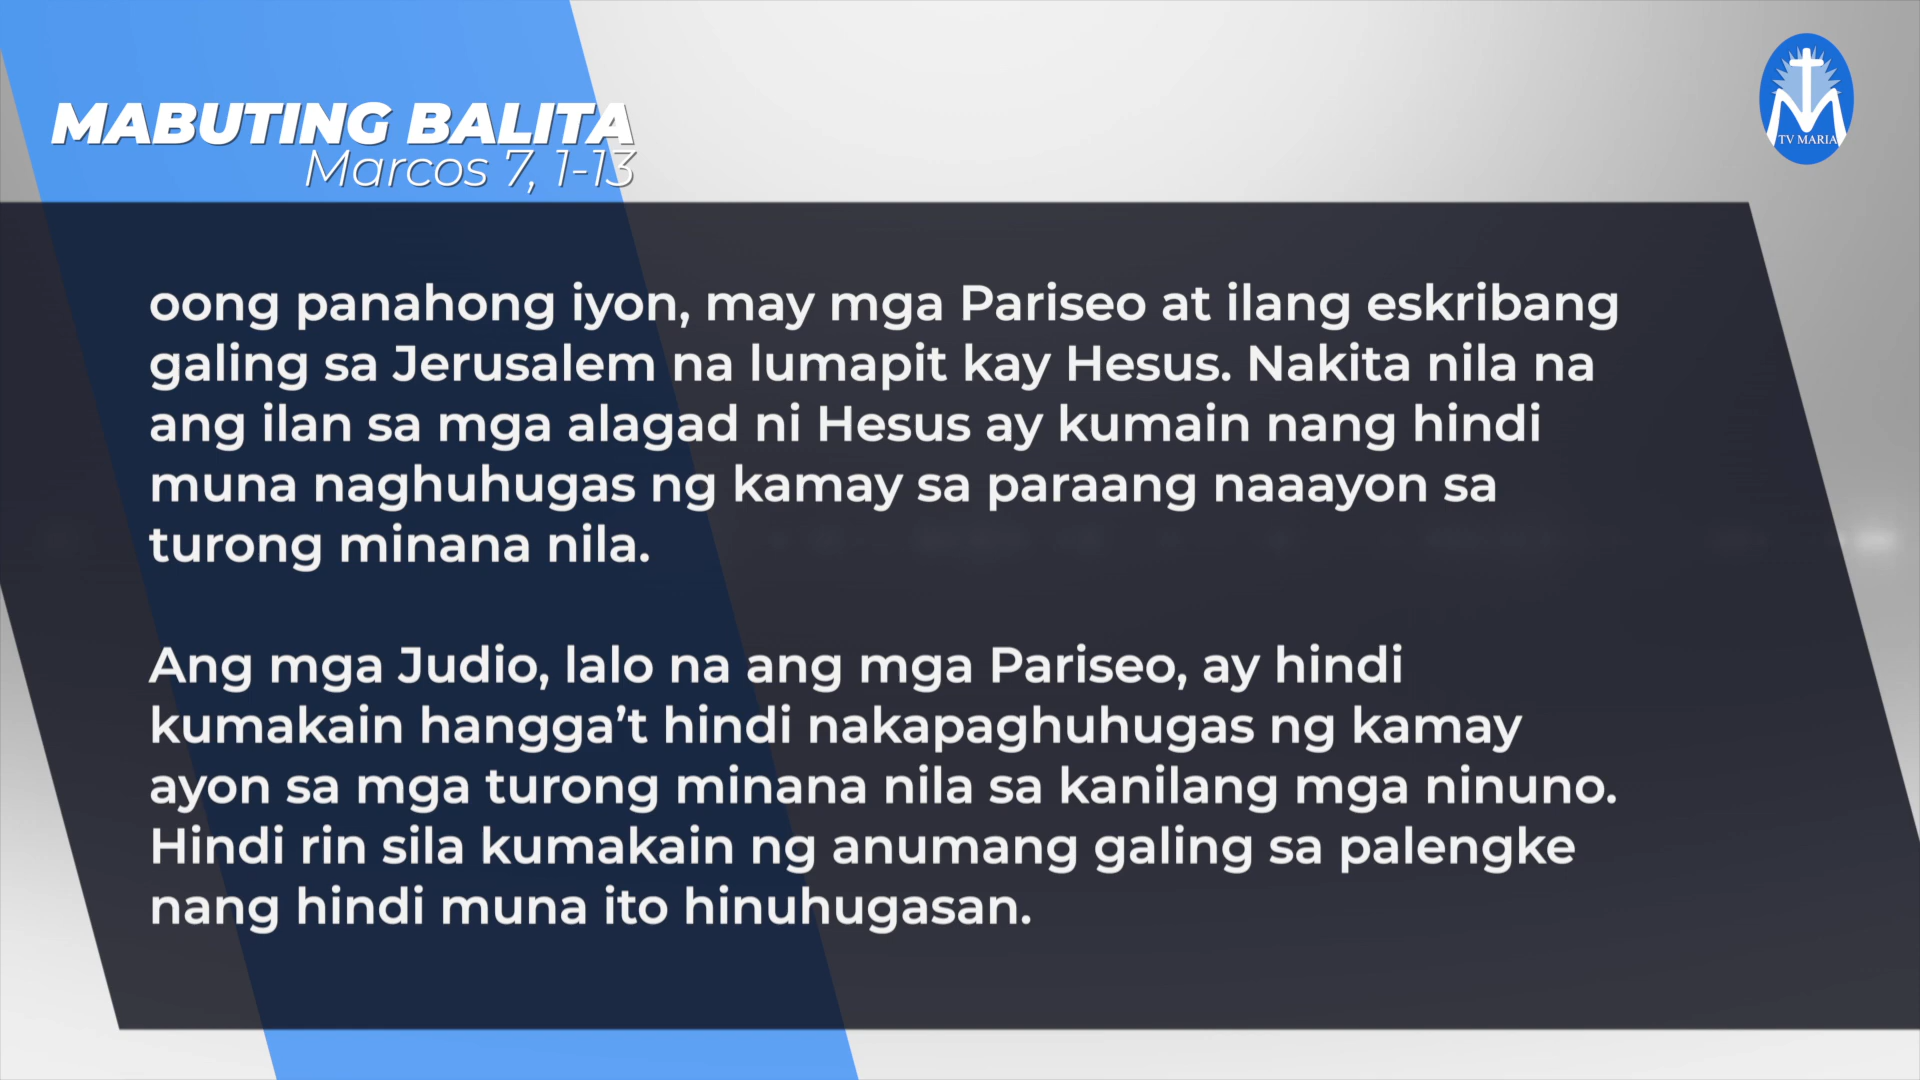 MABUTING BALITA
Marcos 7, 1-13
TV MARIA
oong panahong iyon, may mga Pariseo at ilang eskribang
galing sa Jerusalem na lumapit kay Hesus. Nakita nila na
ang ilan sa mga alagad ni Hesus ay kumain nang hindi
muna naghuhugas ng kamay sa paraang naaayon sa
turong minana nila.
Ang mga Judio, lalo na ang mga Pariseo, ay hindi
kumakain hangga’t hindi nakapaghuhugas ng kamay
ayon sa mga turong minana nila sa kanilang mga ninuno.
Hindi rin sila kumakain ng anumang galing sa palengke
nang hindi muna ito hinuhugasan.